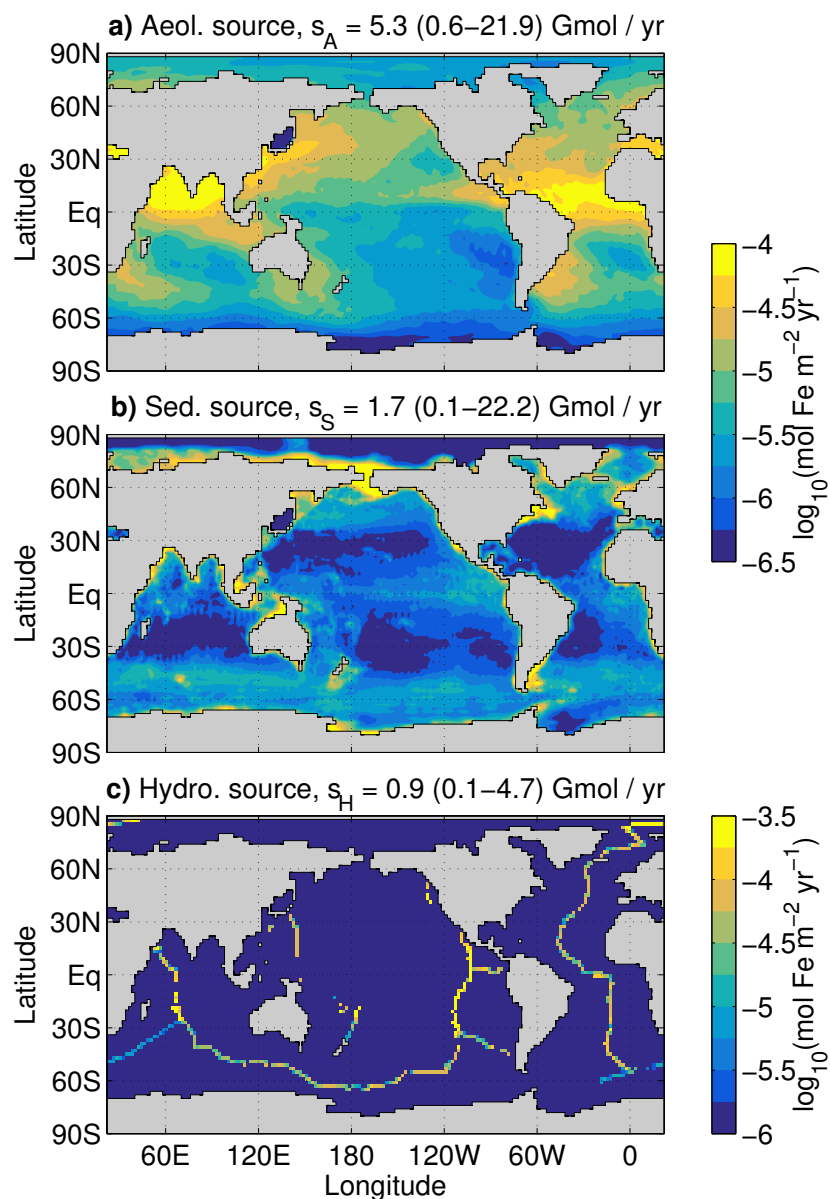 a) Aeol. source, s_A = 5.3 (0.6−21.9) Gmol / yr
90N
60N
30N
Eq
30S
60S
90S
Latitude
b) Sed. source, s_S = 1.7 (0.1−22.2) Gmol / yr
90N
60N
30N
Eq
30S
60S
90S
Latitude
−4
−4.5
−5
−5.5
−6
−6.5
log_10(mol Fe m^−2 yr^−1)
c) Hydro. source, s_H = 0.9 (0.1−4.7) Gmol / yr
90N
60N
30N
Eq
30S
60S
90S
Latitude
60E 120E 180 120W 60W 0
Longitude
−3.5
−4
−4.5
−5
−5.5
−6
log_10(mol Fe m^−2 yr^−1)